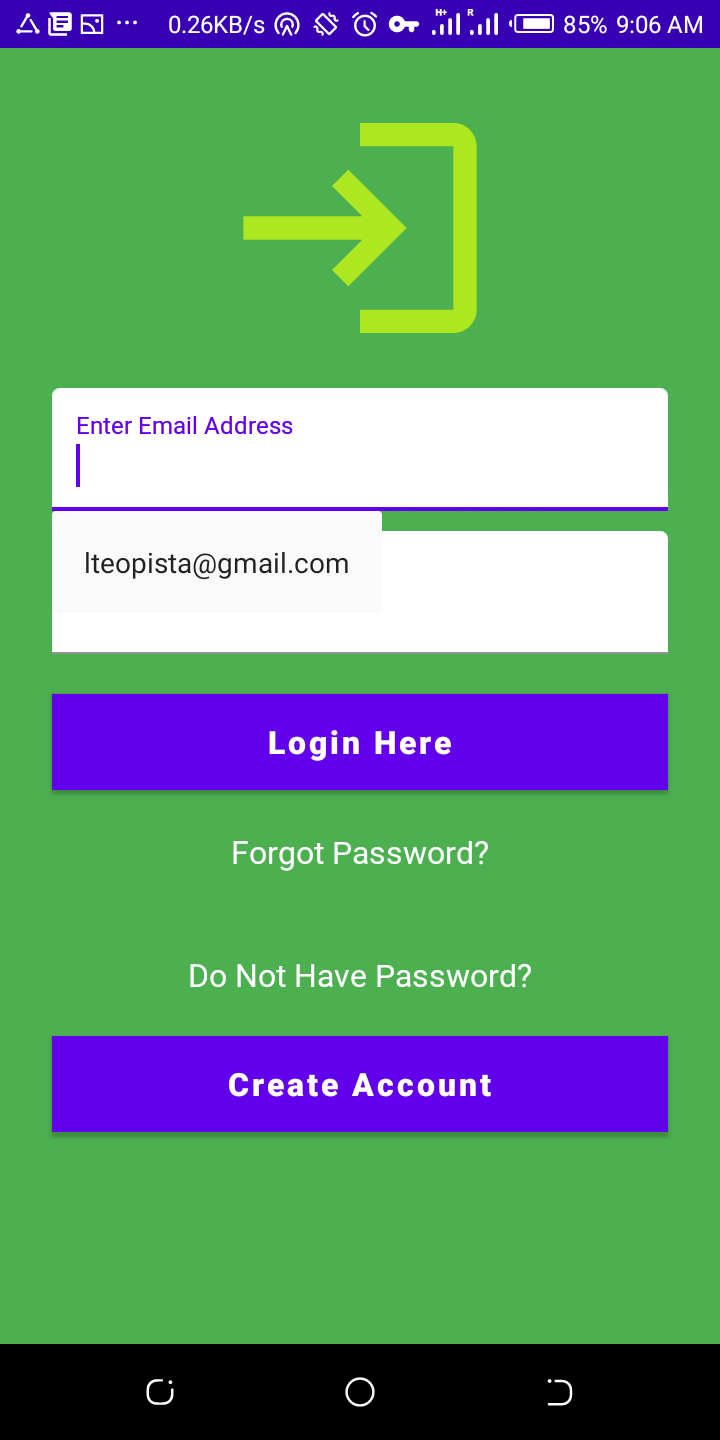 0.26KB/s H+ R 85% 9:06 AM
Enter Email Address
lteopista@gmail.com
Login Here
Forgot Password?
Do Not Have Password?
Create Account